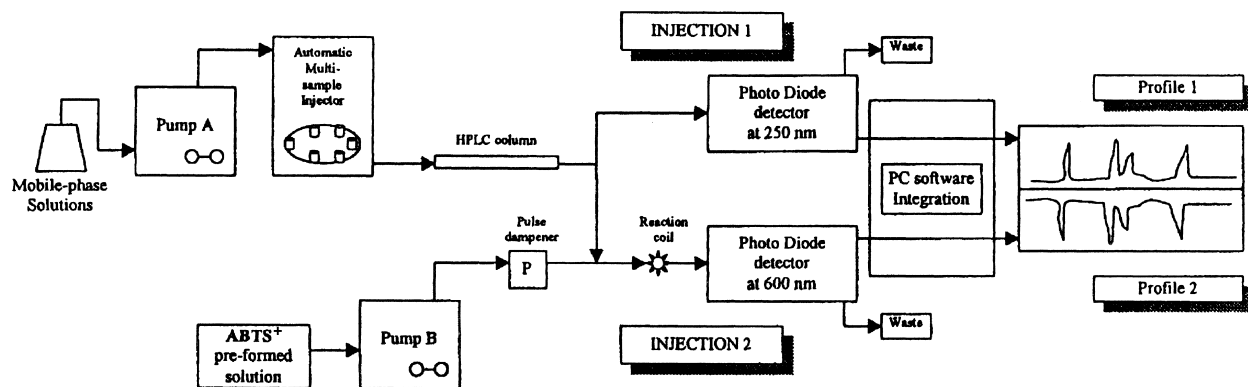 Mobile-phase
Solutions
Pump A
Automatic
Multi-
sample
Injector
HPLC column
INJECTION 1
Photo Diode
detector
at 250 nm
Waste
PC software
Integration
Profile 1
Pulse
dampener
P
Reaction
coil
Photo Diode
detector
at 600 nm
Waste
Profile 2
ABTS⁺
pre-formed
solution
Pump B
INJECTION 2